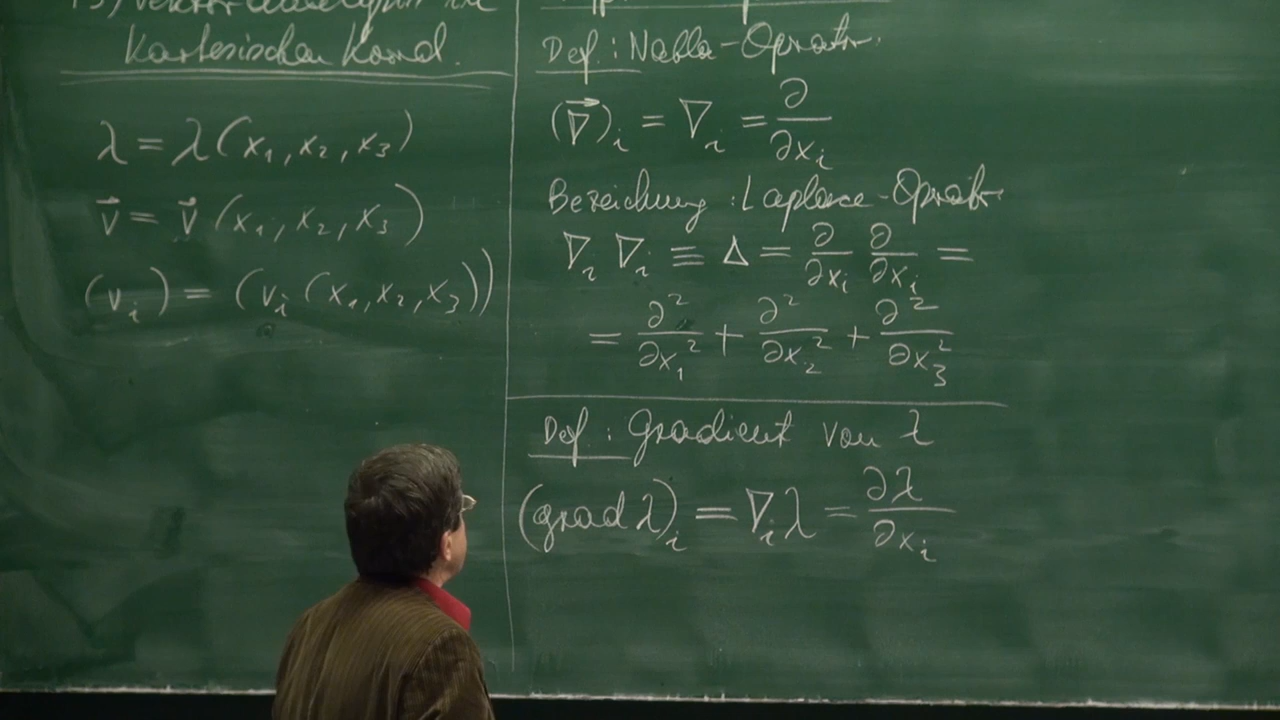 Kartesischen Koord.
λ = λ(x₁, x₂, x₃)
v⃗ = v⃗ (x₁, x₂, x₃)
(vᵢ) = (vᵢ (x₁, x₂, x₃))
Def.: Nabla-Operator.
(∇⃗)ᵢ = ∇ᵢ = ∂/∂xᵢ
Bezeichnung: Laplace-Operator
∇ᵢ ∇ᵢ ≡ Δ = ∂/∂xᵢ ∂/∂xᵢ =
= ∂²/∂x₁² + ∂²/∂x₂² + ∂²/∂x₃²
Def.: Gradient von λ
(grad λ)ᵢ = ∇ᵢ λ = ∂λ/∂xᵢ